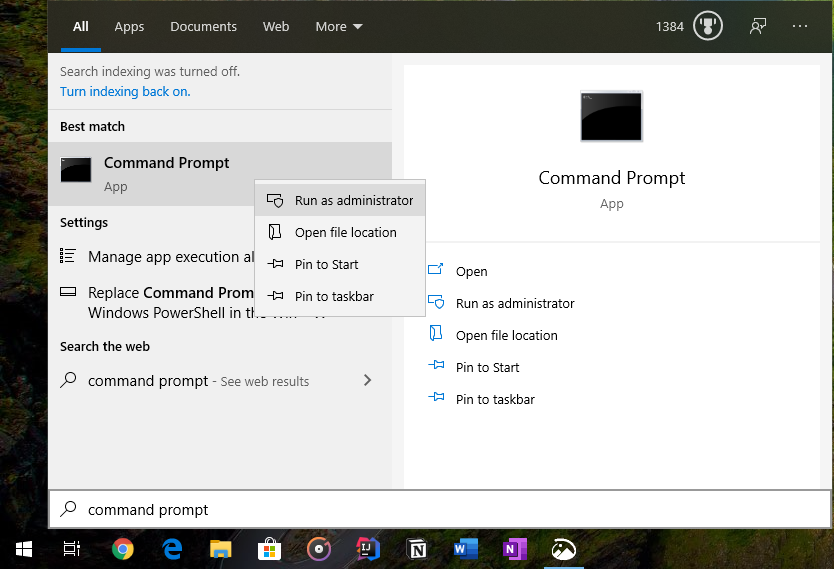 All Apps Documents Web More 1384
Search indexing was turned off.
Turn indexing back on.
Best match
Command Prompt
App
Settings
Manage app execution al
Replace Command Prom
Windows PowerShell in the
Search the web
command prompt - See web results
Run as administrator
Open file location
Pin to Start
Pin to taskbar
Command Prompt
App
Open
Run as administrator
Open file location
Pin to Start
Pin to taskbar
command prompt
IJ N W N